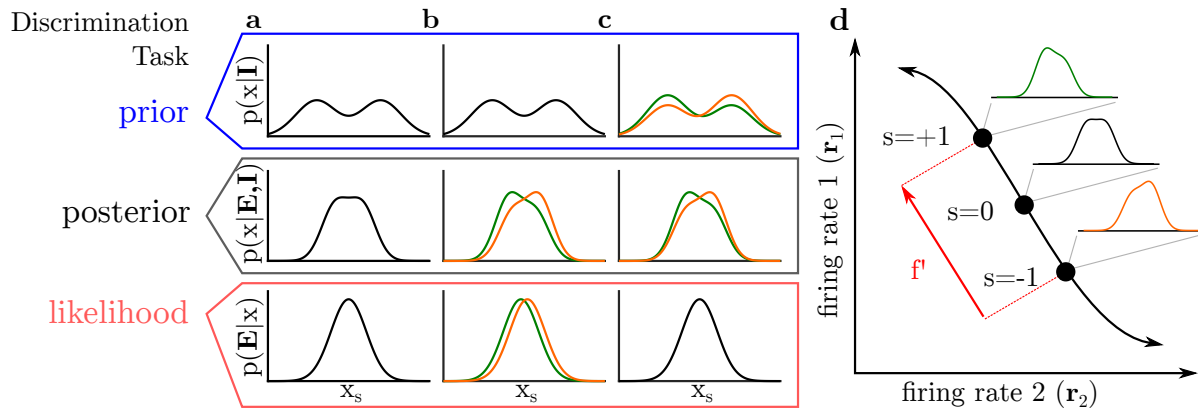 Discrimination
Task
a
b
c
d
prior
p(x|I)
posterior
p(x|E,I)
likelihood
p(E|x)
xₛ
xₛ
xₛ
firing rate 1 (r₁)
s=+1
s=0
s=-1
f'
firing rate 2 (r₂)